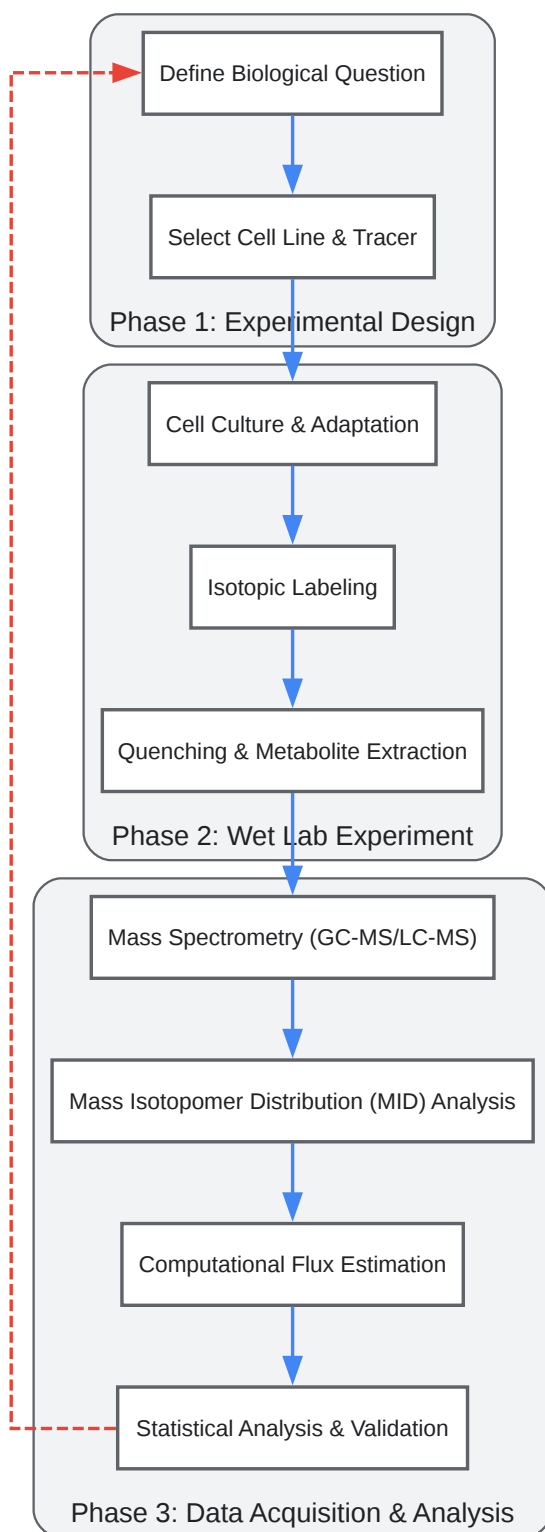 Define Biological Question
Select Cell Line & Tracer
Phase 1: Experimental Design
Cell Culture & Adaptation
Isotopic Labeling
Quenching & Metabolite Extraction
Phase 2: Wet Lab Experiment
Mass Spectrometry (GC-MS/LC-MS)
Mass Isotopomer Distribution (MID) Analysis
Computational Flux Estimation
Statistical Analysis & Validation
Phase 3: Data Acquisition & Analysis